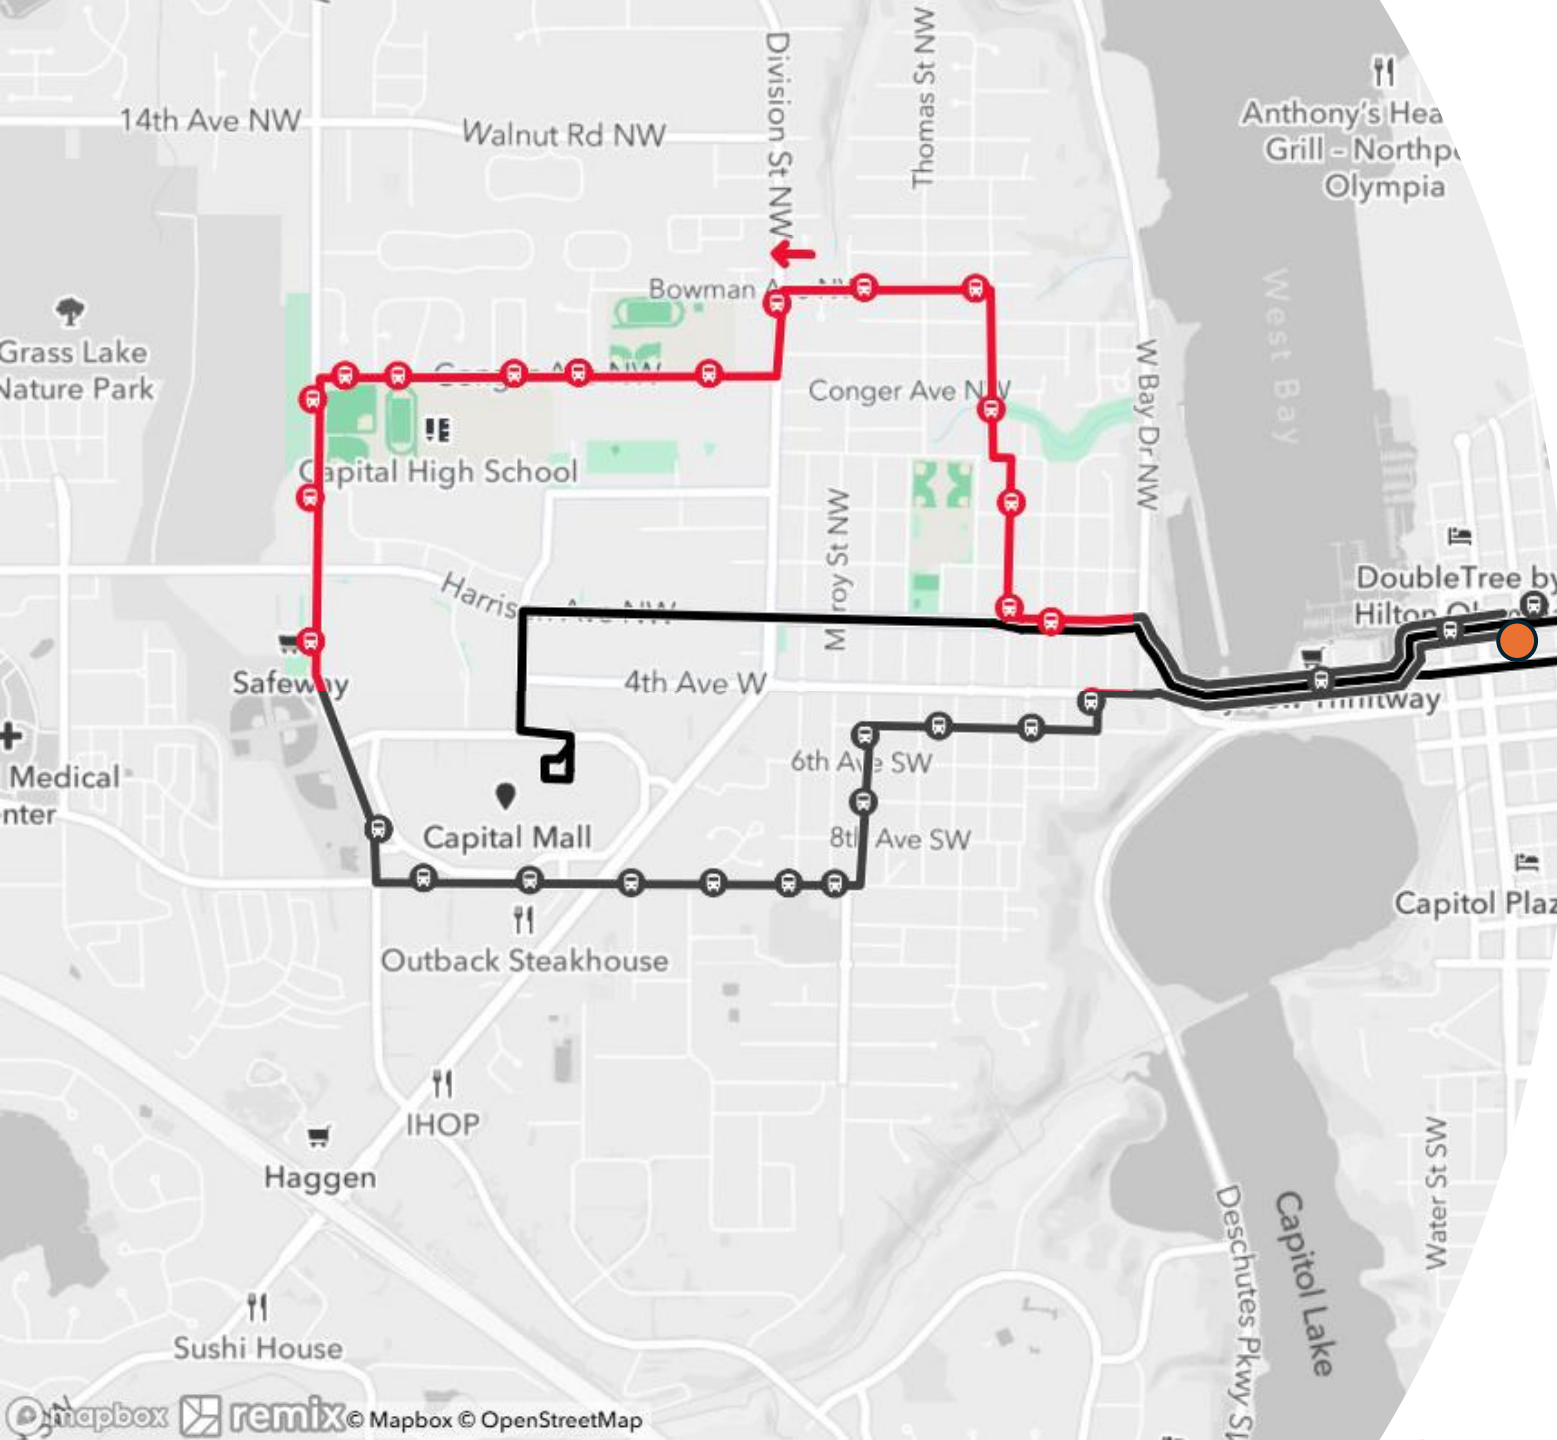 Division St NW
Thomas St NW
14th Ave NW
Walnut Rd NW
Anthony's Hea
Grill - Northp
Olympia
Bowman A
West Bay
W Bay Dr NW
Grass Lake
Nature Park
Conger Ave NW
Capital High School
DoubleTree by
Safeway
4th Ave W
6th Ave SW
Medical
nter
Capital Mall
8th Ave SW
Capitol Plaz
Outback Steakhouse
IHOP
Haggen
Water St SW
Deschutes Pkwy S
Capitol Lake
Sushi House
mapbox remix © Mapbox © OpenStreetMap